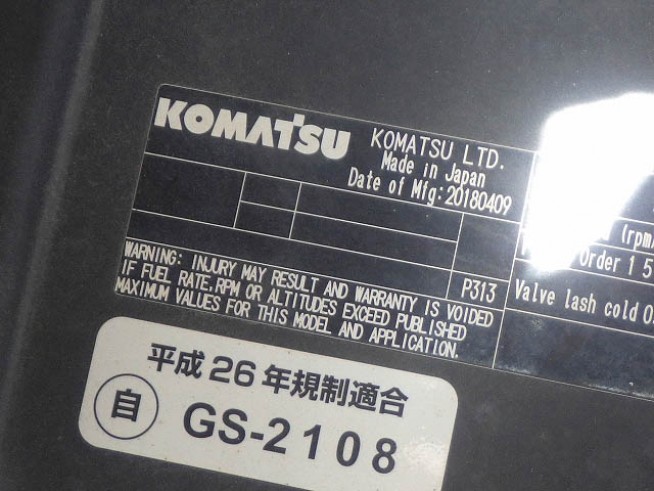 KOMATSU
KOMATSU LTD.
Made in Japan
Date of Mfg:20180409
(rpm
Order 1 5
P313
Valve lash cold 0.
WARNING: INJURY MAY RESULT AND WARRANTY IS VOIDED
IF FUEL RATE.RPM OR ALTITUDES EXCEED PUBLISHED
MAXIMUM VALUES FOR THIS MODEL AND APPLICATION.
平成26年規制適合
自 GS-2108